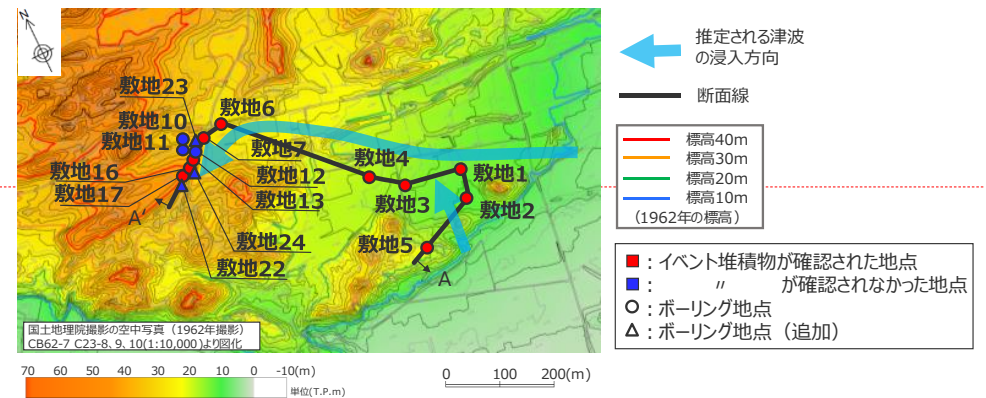 N
敷地23
敷地6
敷地10
敷地11
敷地7
敷地4
敷地1
敷地16
敷地12
敷地17
敷地13
敷地3
敷地2
A'
敷地24
敷地5
敷地22
A
国土地理院撮影の空中写真（1962年撮影）
CB62-7 C23-8、9、10(1:10,000)より図化
70 60 50 40 30 20 10 0 -10(m)
単位(T.P.m)
0 100 200(m)
推定される津波
の浸入方向
断面線
標高40m
標高30m
標高20m
標高10m
（1962年の標高）
：イベント堆積物が確認された地点
： 〃 が確認されなかった地点
：ボーリング地点
：ボーリング地点（追加）